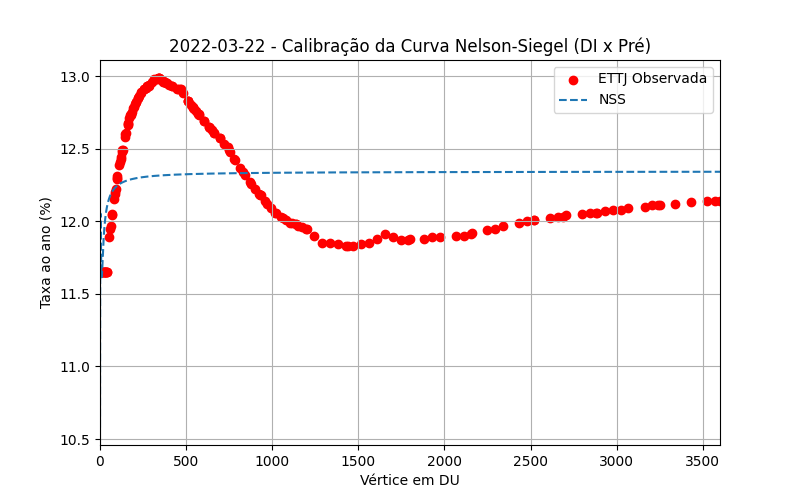 2022-03-22 - Calibração da Curva Nelson-Siegel (DI x Pré)
ETTJ Observada
NSS
Taxa ao ano (%)
13.0
12.5
12.0
11.5
11.0
10.5
0 500 1000 1500 2000 2500 3000 3500
Vértice em DU